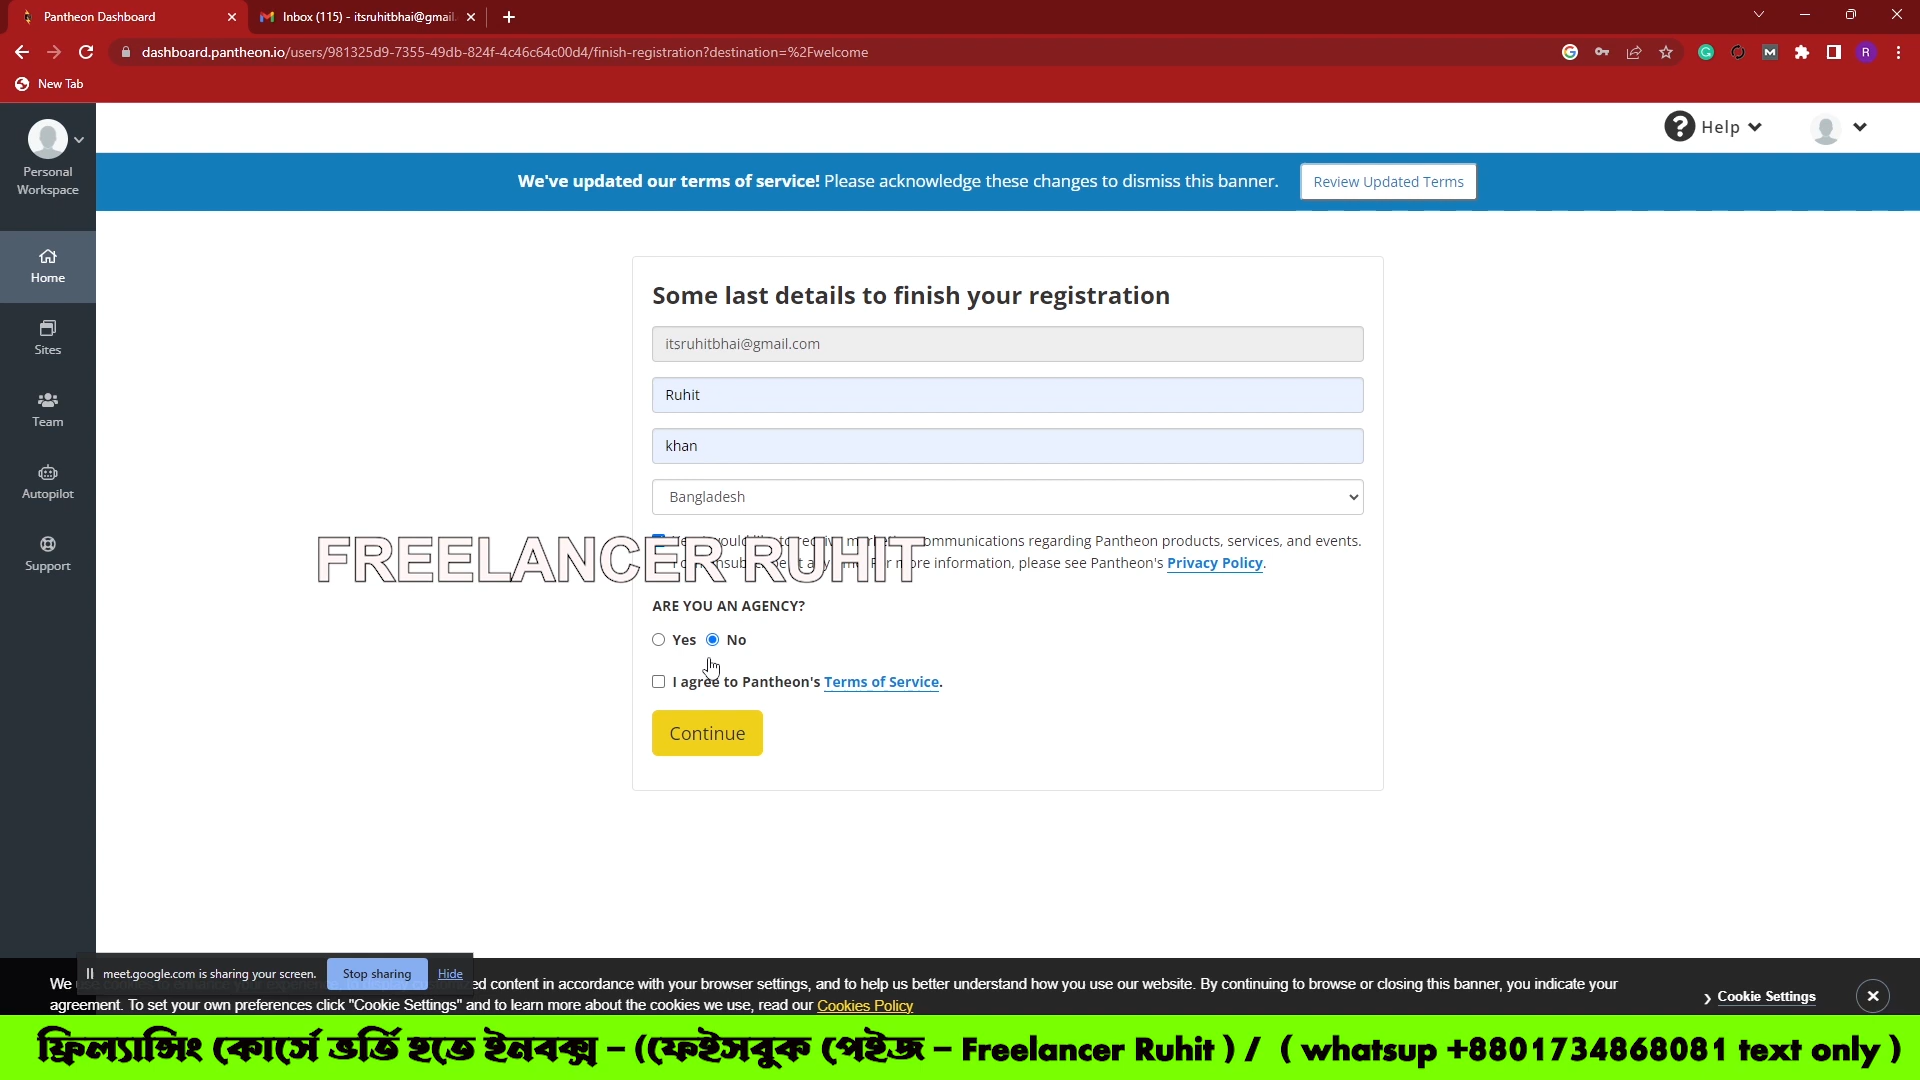 Pantheon Dashboard
Inbox (115) - itsruhitbhai@gmail.
dashboard.pantheon.io/users/981325d9-7355-49db-824f-4c46c64c00d4/finish-registration?destination=%2Fwelcome
New Tab
Personal
Workspace
Help
We've updated our terms of service! Please acknowledge these changes to dismiss this banner.
Review Updated Terms
Home
Sites
Team
Autopilot
Support
Some last details to finish your registration
itsruhitbhai@gmail.com
Ruhit
khan
Bangladesh
communications regarding Pantheon products, services, and events.
more information, please see Pantheon's Privacy Policy.
FREELANCER RUHIT
ARE YOU AN AGENCY?
Yes No
I agree to Pantheon's Terms of Service.
Continue
meet.google.com is sharing your screen. Stop sharing Hide
We content in accordance with your browser settings, and to help us better understand how you use our website. By continuing to browse or closing this banner, you indicate your
agreement. To set your own preferences click "Cookie Settings" and to learn more about the cookies we use, read our Cookies Policy
Cookie Settings
ফ্রিল্যান্সিং কোর্সে ভর্তি হতে ইনবক্স – ((ফেইসবুক পেইজ – Freelancer Ruhit ) / ( whatsup +8801734868081 text only )